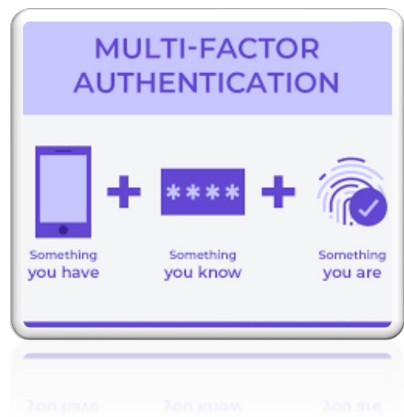 MULTI-FACTOR
AUTHENTICATION
****
Something
you have
Something
you know
Something
you are